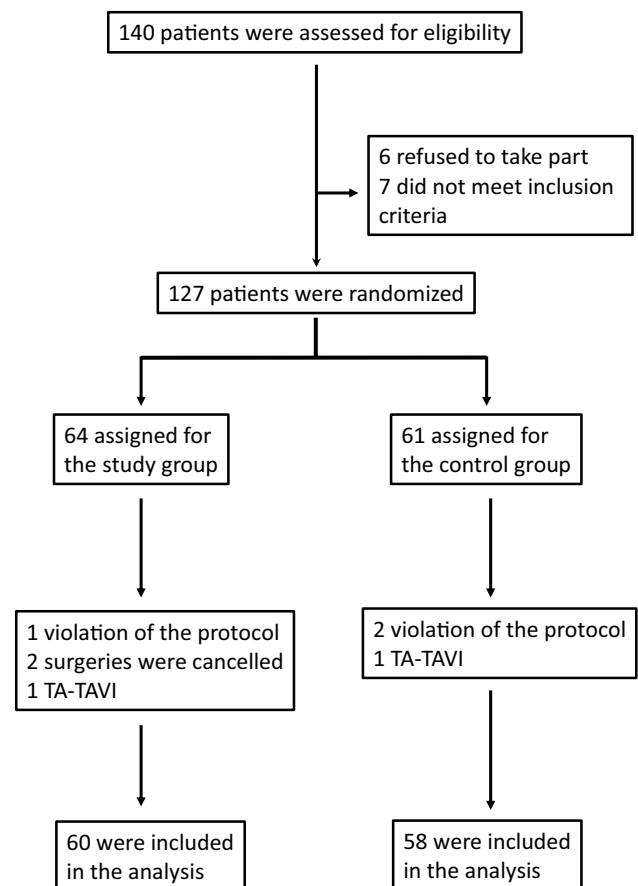 140 patients were assessed for eligibility
6 refused to take part
7 did not meet inclusion
criteria
127 patients were randomized
64 assigned for
the study group
61 assigned for
the control group
1 violation of the protocol
2 surgeries were cancelled
1 TA-TAVI
2 violation of the protocol
1 TA-TAVI
60 were included
in the analysis
58 were included
in the analysis